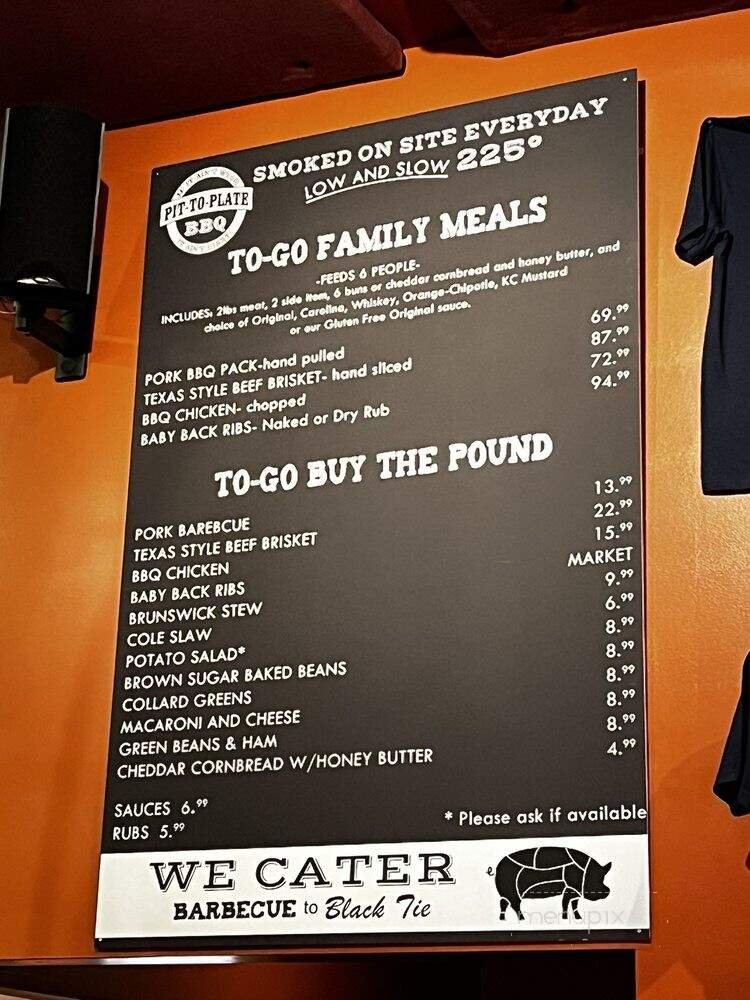 SMOKED ON SITE EVERYDAY
LOW AND SLOW 225°
PIT-TO-PLATE
BBQ
TO-GO FAMILY MEALS
-FEEDS 6 PEOPLE-
INCLUDES: 2lbs meat, 2 side item, 6 buns or cheddar cornbread and honey butter, and
choice of Original, Carolina, Whiskey, Orange-Chipotle, KC Mustard
or our Gluten Free Original sauce.
PORK BBQ PACK-hand pulled 69.99
TEXAS STYLE BEEF BRISKET- hand sliced 87.99
BBQ CHICKEN- chopped 72.99
BABY BACK RIBS- Naked or Dry Rub 94.99
TO-GO BUY THE POUND
PORK BAREBCUE 13.99
TEXAS STYLE BEEF BRISKET 22.99
BBQ CHICKEN 15.99
BABY BACK RIBS MARKET
BRUNSWICK STEW 9.99
COLE SLAW 6.99
POTATO SALAD* 8.99
BROWN SUGAR BAKED BEANS 8.99
COLLARD GREENS 8.99
MACARONI AND CHEESE 8.99
GREEN BEANS & HAM 8.99
CHEDDAR CORNBREAD W/HONEY BUTTER 4.99
SAUCES 6.99
RUBS 5.99
* Please ask if available
WE CATER
BARBECUE to Black Tie
menupix